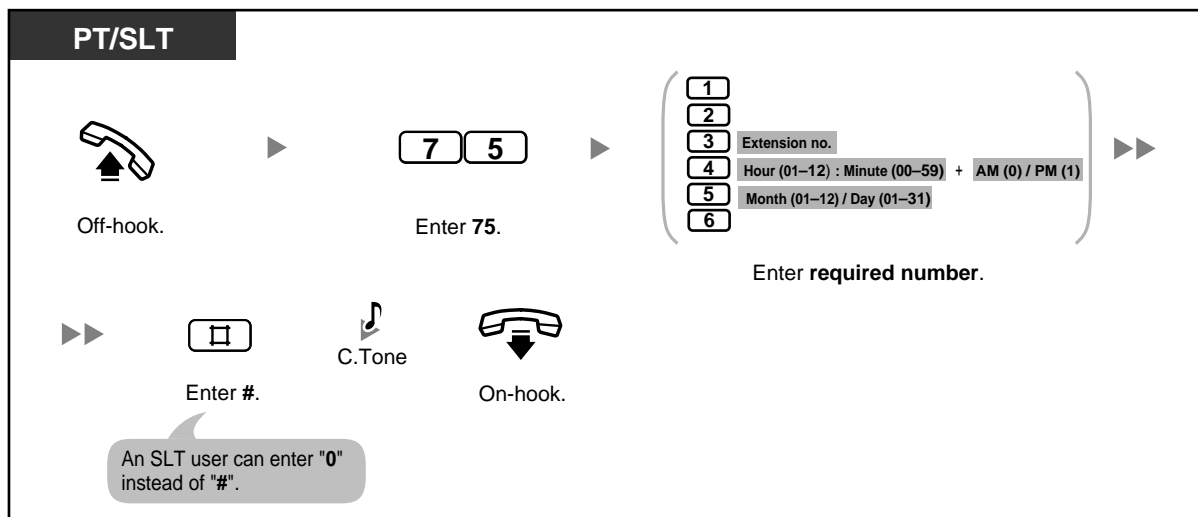 PT/SLT
Off-hook.
7 5
Enter 75.
1
2
3 Extension no.
4 Hour (01–12) : Minute (00–59) + AM (0) / PM (1)
5 Month (01–12) / Day (01–31)
6
Enter required number.
Enter #.
C.Tone
On-hook.
An SLT user can enter "0"
instead of "#".